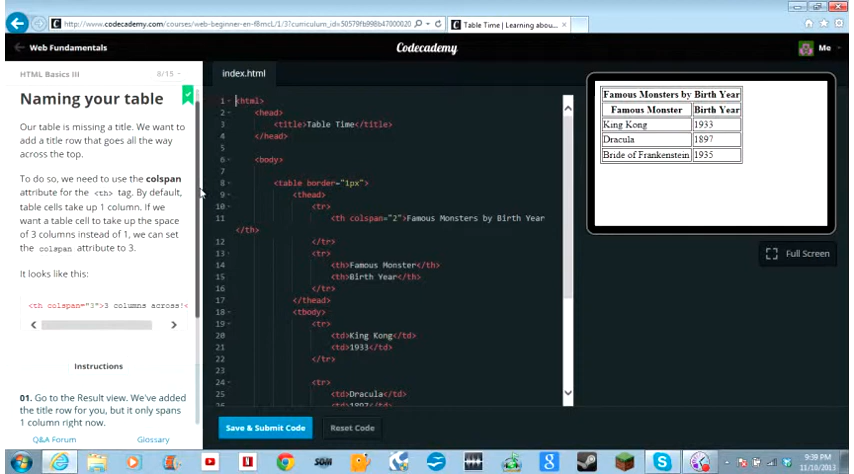 http://www.codecademy.com/courses/web-beginner-en-f8mcL/1/3?curriculum_id=50579fb998b47000020
Table Time | Learning abou...
Web Fundamentals
Codecademy
Me
HTML Basics III
8/15
index.html
Naming your table
Our table is missing a title. We want to
add a title row that goes all the way
across the top.
To do so, we need to use the colspan
attribute for the <th> tag. By default,
table cells take up 1 column. If we
want a table cell to take up the space
of 3 columns instead of 1, we can set
the colspan attribute to 3.
It looks like this:
<th colspan="3">3 columns across!<
Instructions
01. Go to the Result view. We've added
the title row for you, but it only spans
1 column right now.
Q&A Forum
Glossary
1 <html>
2 <head>
3 <title>Table Time</title>
4 </head>
5
6 <body>
7
8 <table border="1px">
9 <thead>
10 <tr>
11 <th colspan="2">Famous Monsters by Birth Year
</th>
12 </tr>
13 <tr>
14 <th>Famous Monster</th>
15 <th>Birth Year</th>
16 </tr>
17 </thead>
18 <tbody>
19 <tr>
20 <td>King Kong</td>
21 <td>1933</td>
22 </tr>
23
24 <tr>
25 <td>Dracula</td>
26 <td>1897</td>
Save & Submit Code
Reset Code
Famous Monsters by Birth Year
Famous Monster Birth Year
King Kong 1933
Dracula 1897
Bride of Frankenstein 1935
Full Screen
9:39 PM
11/16/2013